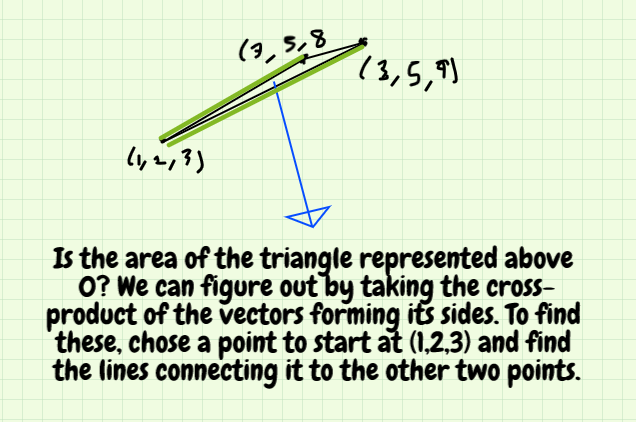 (3, 5, 8
(3, 5, 9)
(1, 2, 3)
Is the area of the triangle represented above
0? We can figure out by taking the cross-
product of the vectors forming its sides. To find
these, chose a point to start at (1,2,3) and find
the lines connecting it to the other two points.